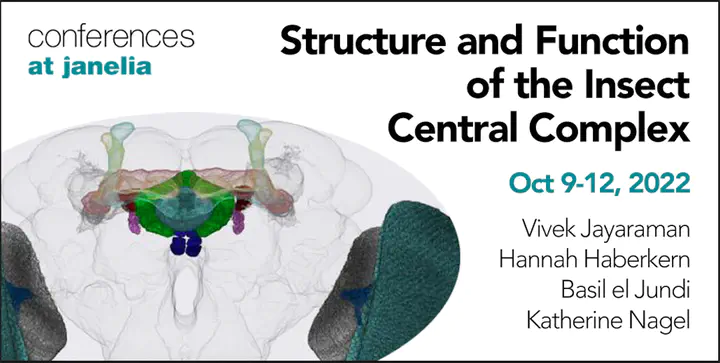 conferences
at janelia
Structure and Function
of the Insect
Central Complex
Oct 9-12, 2022
Vivek Jayaraman
Hannah Haberkern
Basil el Jundi
Katherine Nagel